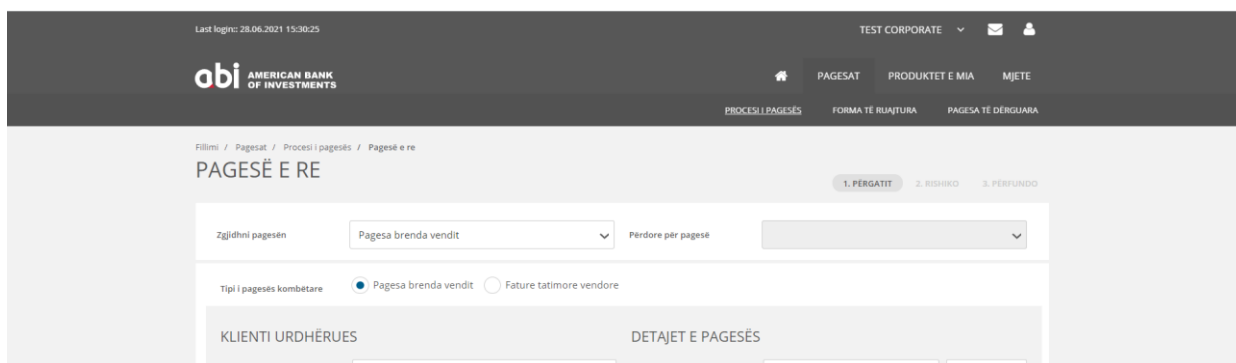 Last login:: 28.06.2021 15:30:25
TEST CORPORATE
abi AMERICAN BANK
OF INVESTMENTS
PAGESAT PRODUKTET E MIA MJETE
PROCESI I PAGESËS FORMA TË RUAJTURA PAGESA TË DËRGUARA
Fillimi / Pagesat / Procesi i pagesës / Pagesë e re
PAGESË E RE
1. PËRGATIT 2. RISHIKO 3. PËRFUNDO
Zgjidhni pagesën Pagesa brenda vendit Përdore për pagesë
Tipi i pagesës kombëtare Pagesa brenda vendit Fature tatimore vendore
KLIENTI URDHËRUES DETAJET E PAGESËS